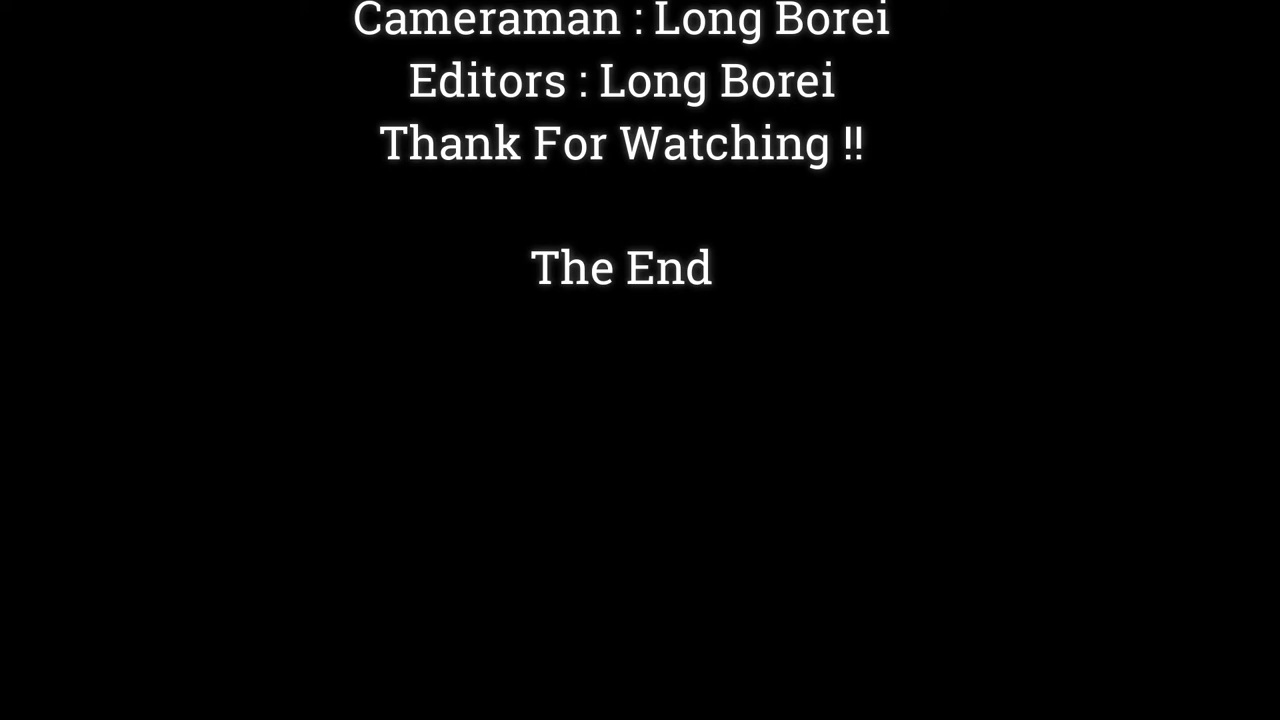 Cameraman : Long Borei
Editors : Long Borei
Thank For Watching !!
The End